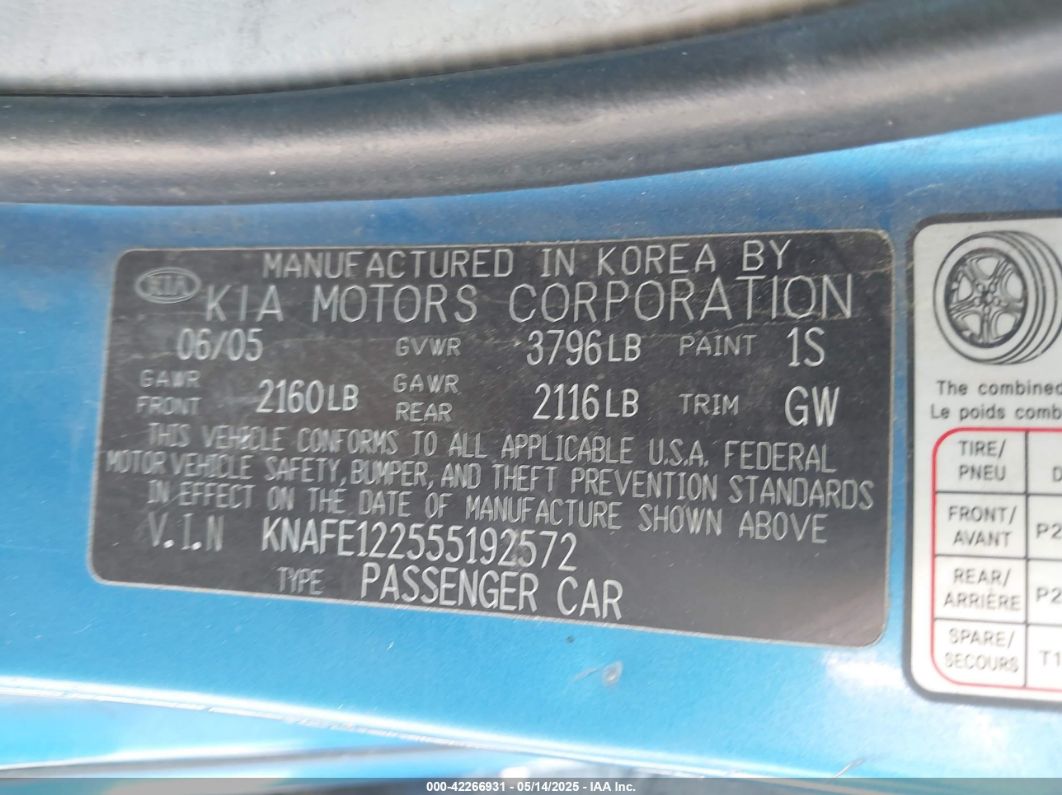 MANUFACTURED IN KOREA BY
KIA KIA MOTORS CORPORATION
06/05 GVWR 3796LB PAINT 1S
GAWR FRONT 2160LB GAWR REAR 2116LB TRIM GW
THIS VEHICLE CONFORMS TO ALL APPLICABLE U.S.A. FEDERAL
MOTOR VEHICLE SAFETY, BUMPER, AND THEFT PREVENTION STANDARDS
IN EFFECT ON THE DATE OF MANUFACTURE SHOWN ABOVE
V.I.N KNAFE122555192572
TYPE PASSENGER CAR
The combined
Le poids comb
TIRE/
PNEU D
FRONT/
AVANT P2
REAR/
ARRIÈRE P2
SPARE/
SECOURS T1
000-42266931 - 05/14/2025 - IAA Inc.